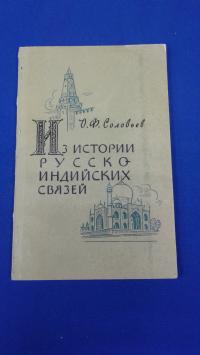 О. Ф. Соловьев
Из истории
русско-
индийских
связей